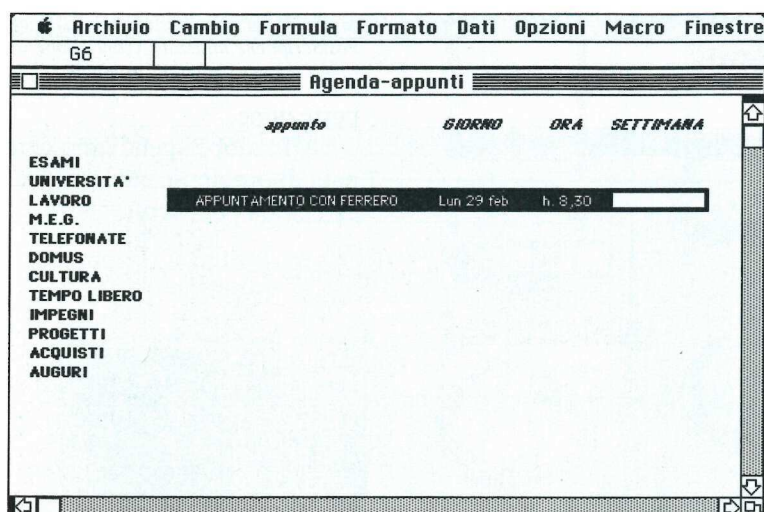 Archivio Cambio Formula Formato Dati Opzioni Macro Finestre
G6
Agenda-appunti
appunto GIORNO ORA SETTIMANA
ESAMI
UNIVERSITA'
LAVORO APPUNTAMENTO CON FERRERO Lun 29 feb h. 8,30
M.E.G.
TELEFONATE
DOMUS
CULTURA
TEMPO LIBERO
IMPEGNI
PROGETTI
ACQUISTI
AUGURI